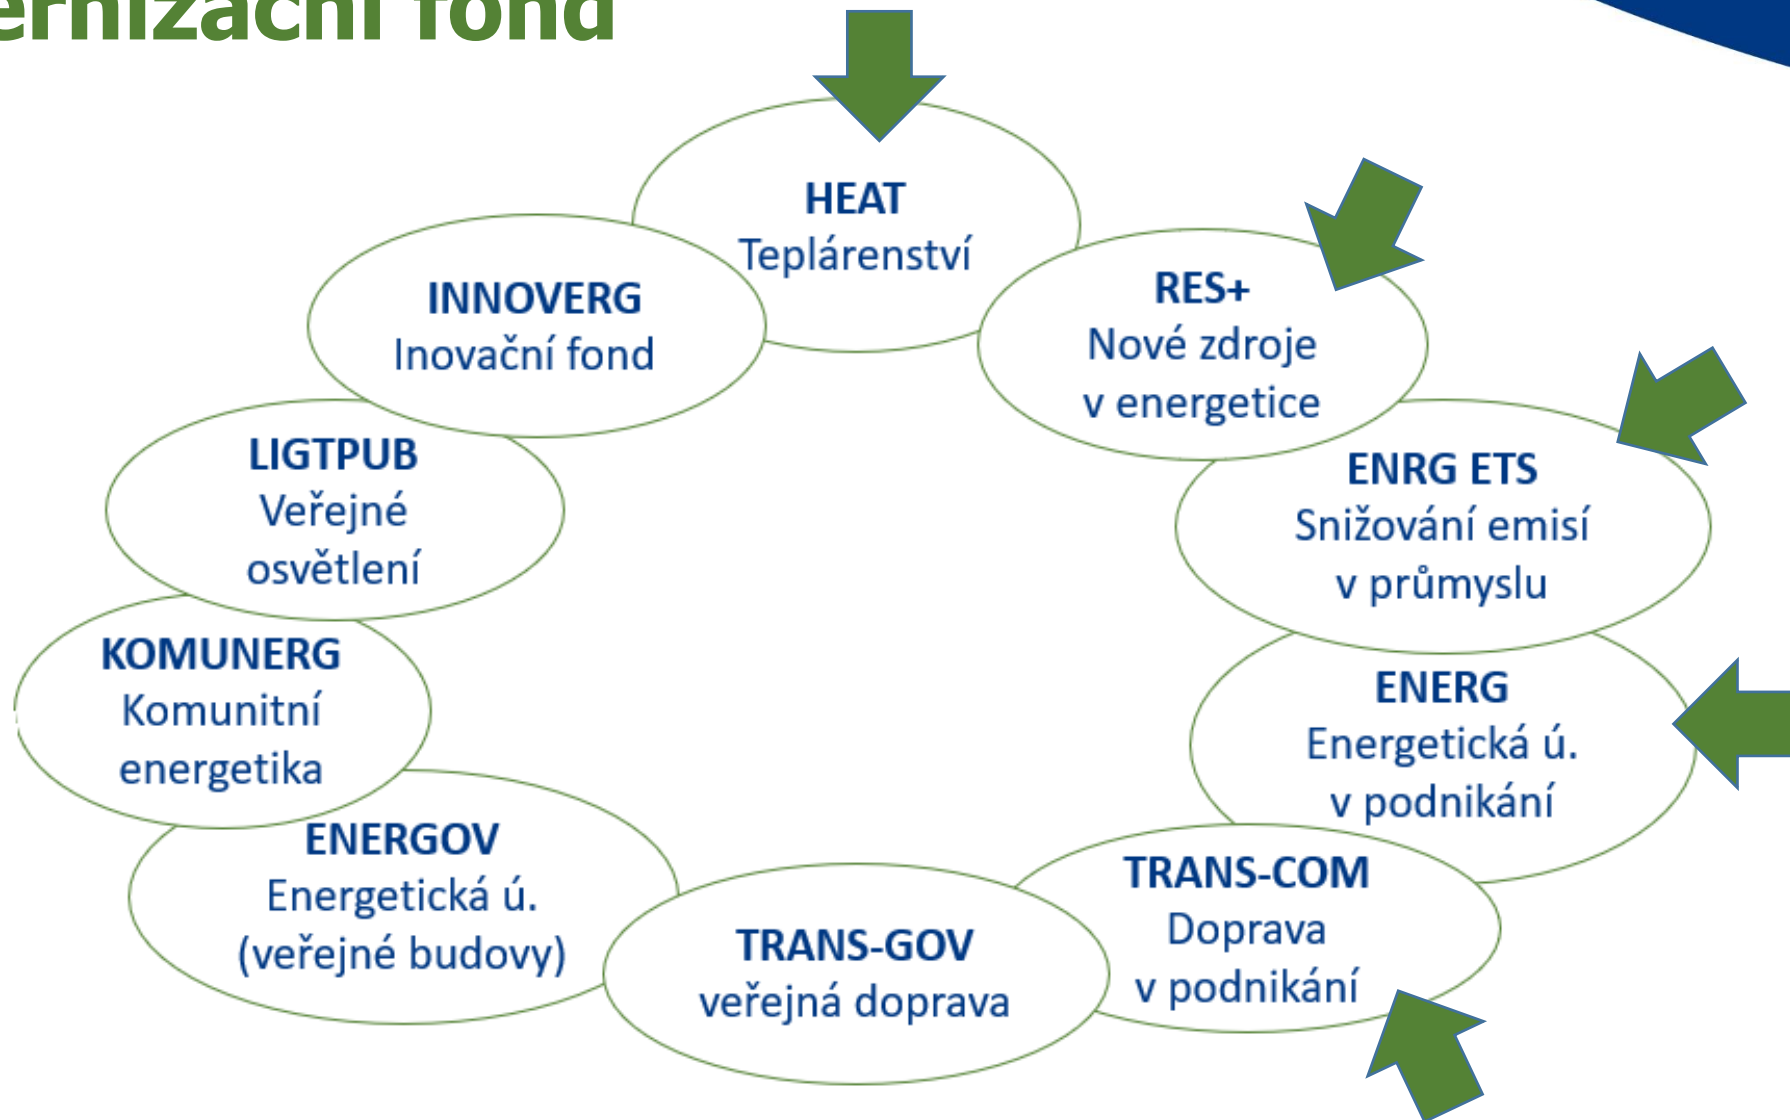 ernizační fond
HEAT
Teplárenství
RES+
Nové zdroje
v energetice
ENRG ETS
Snižování emisí
v průmyslu
ENERG
Energetická ú.
v podnikání
TRANS-COM
Doprava
v podnikání
TRANS-GOV
veřejná doprava
ENERGOV
Energetická ú.
(veřejné budovy)
KOMUNERG
Komunitní
energetika
LIGTPUB
Veřejné
osvětlení
INNOVERG
Inovační fond